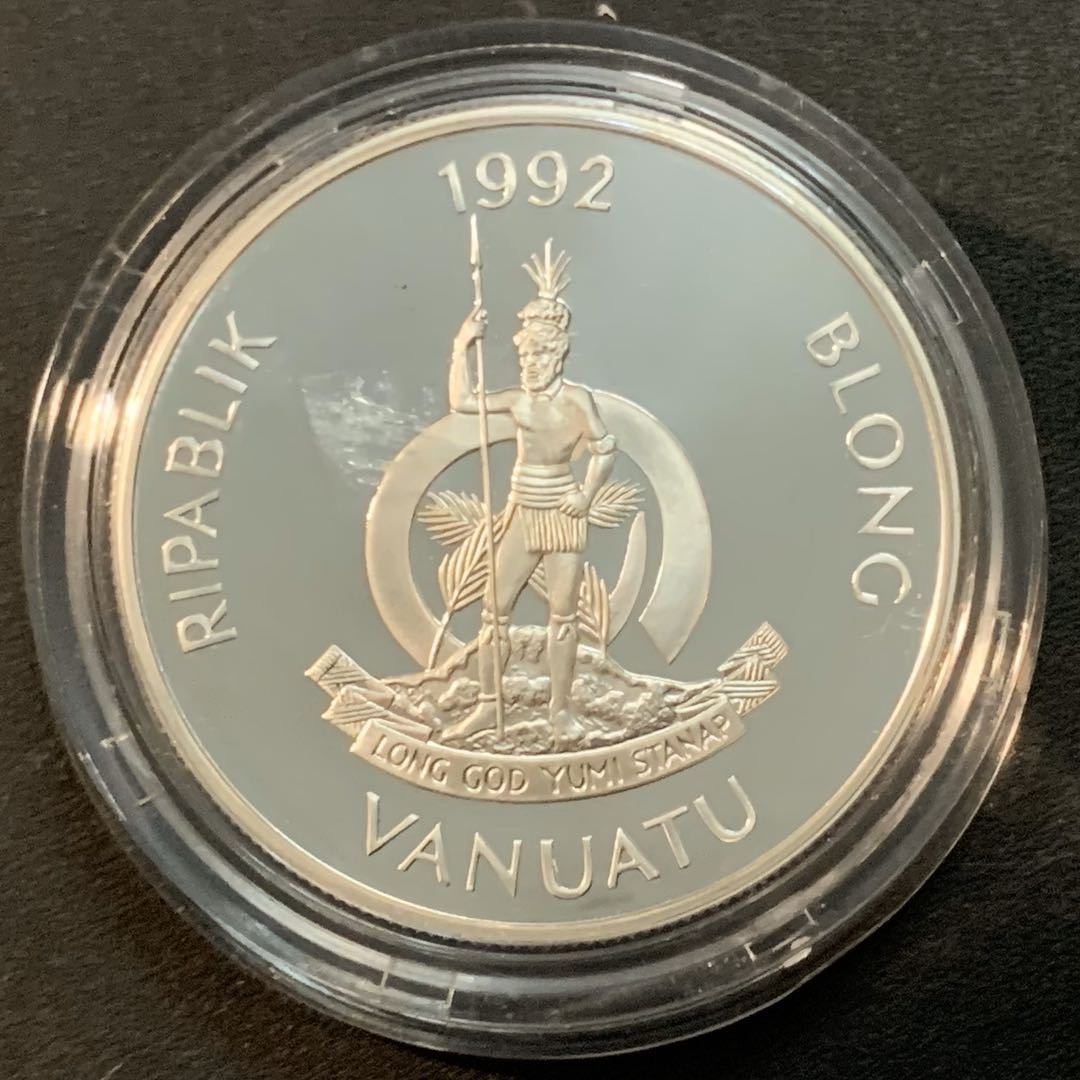 1992
RIPABLIK
BLONG
VANUATU
LONG GOD YUMI STANAP